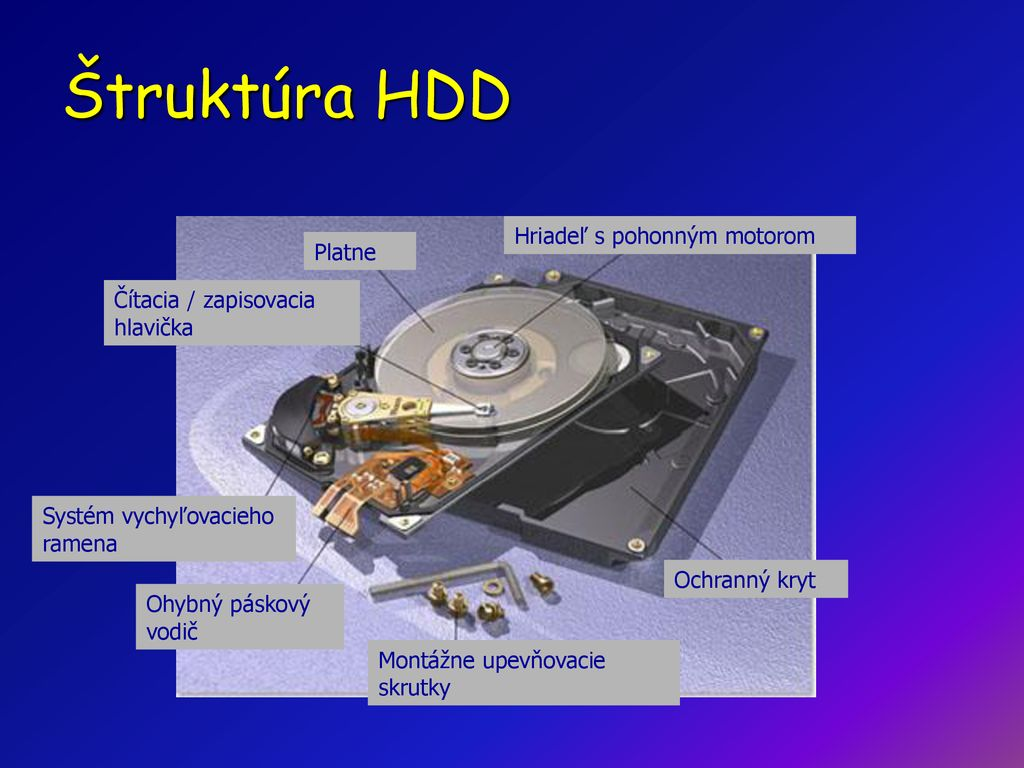 Štruktúra HDD
Hriadeľ s pohonným motorom
Platne
Čítacia / zapisovacia
hlavička
Systém vychyľovacieho
ramena
Ochranný kryt
Ohybný páskový
vodič
Montážne upevňovacie
skrutky